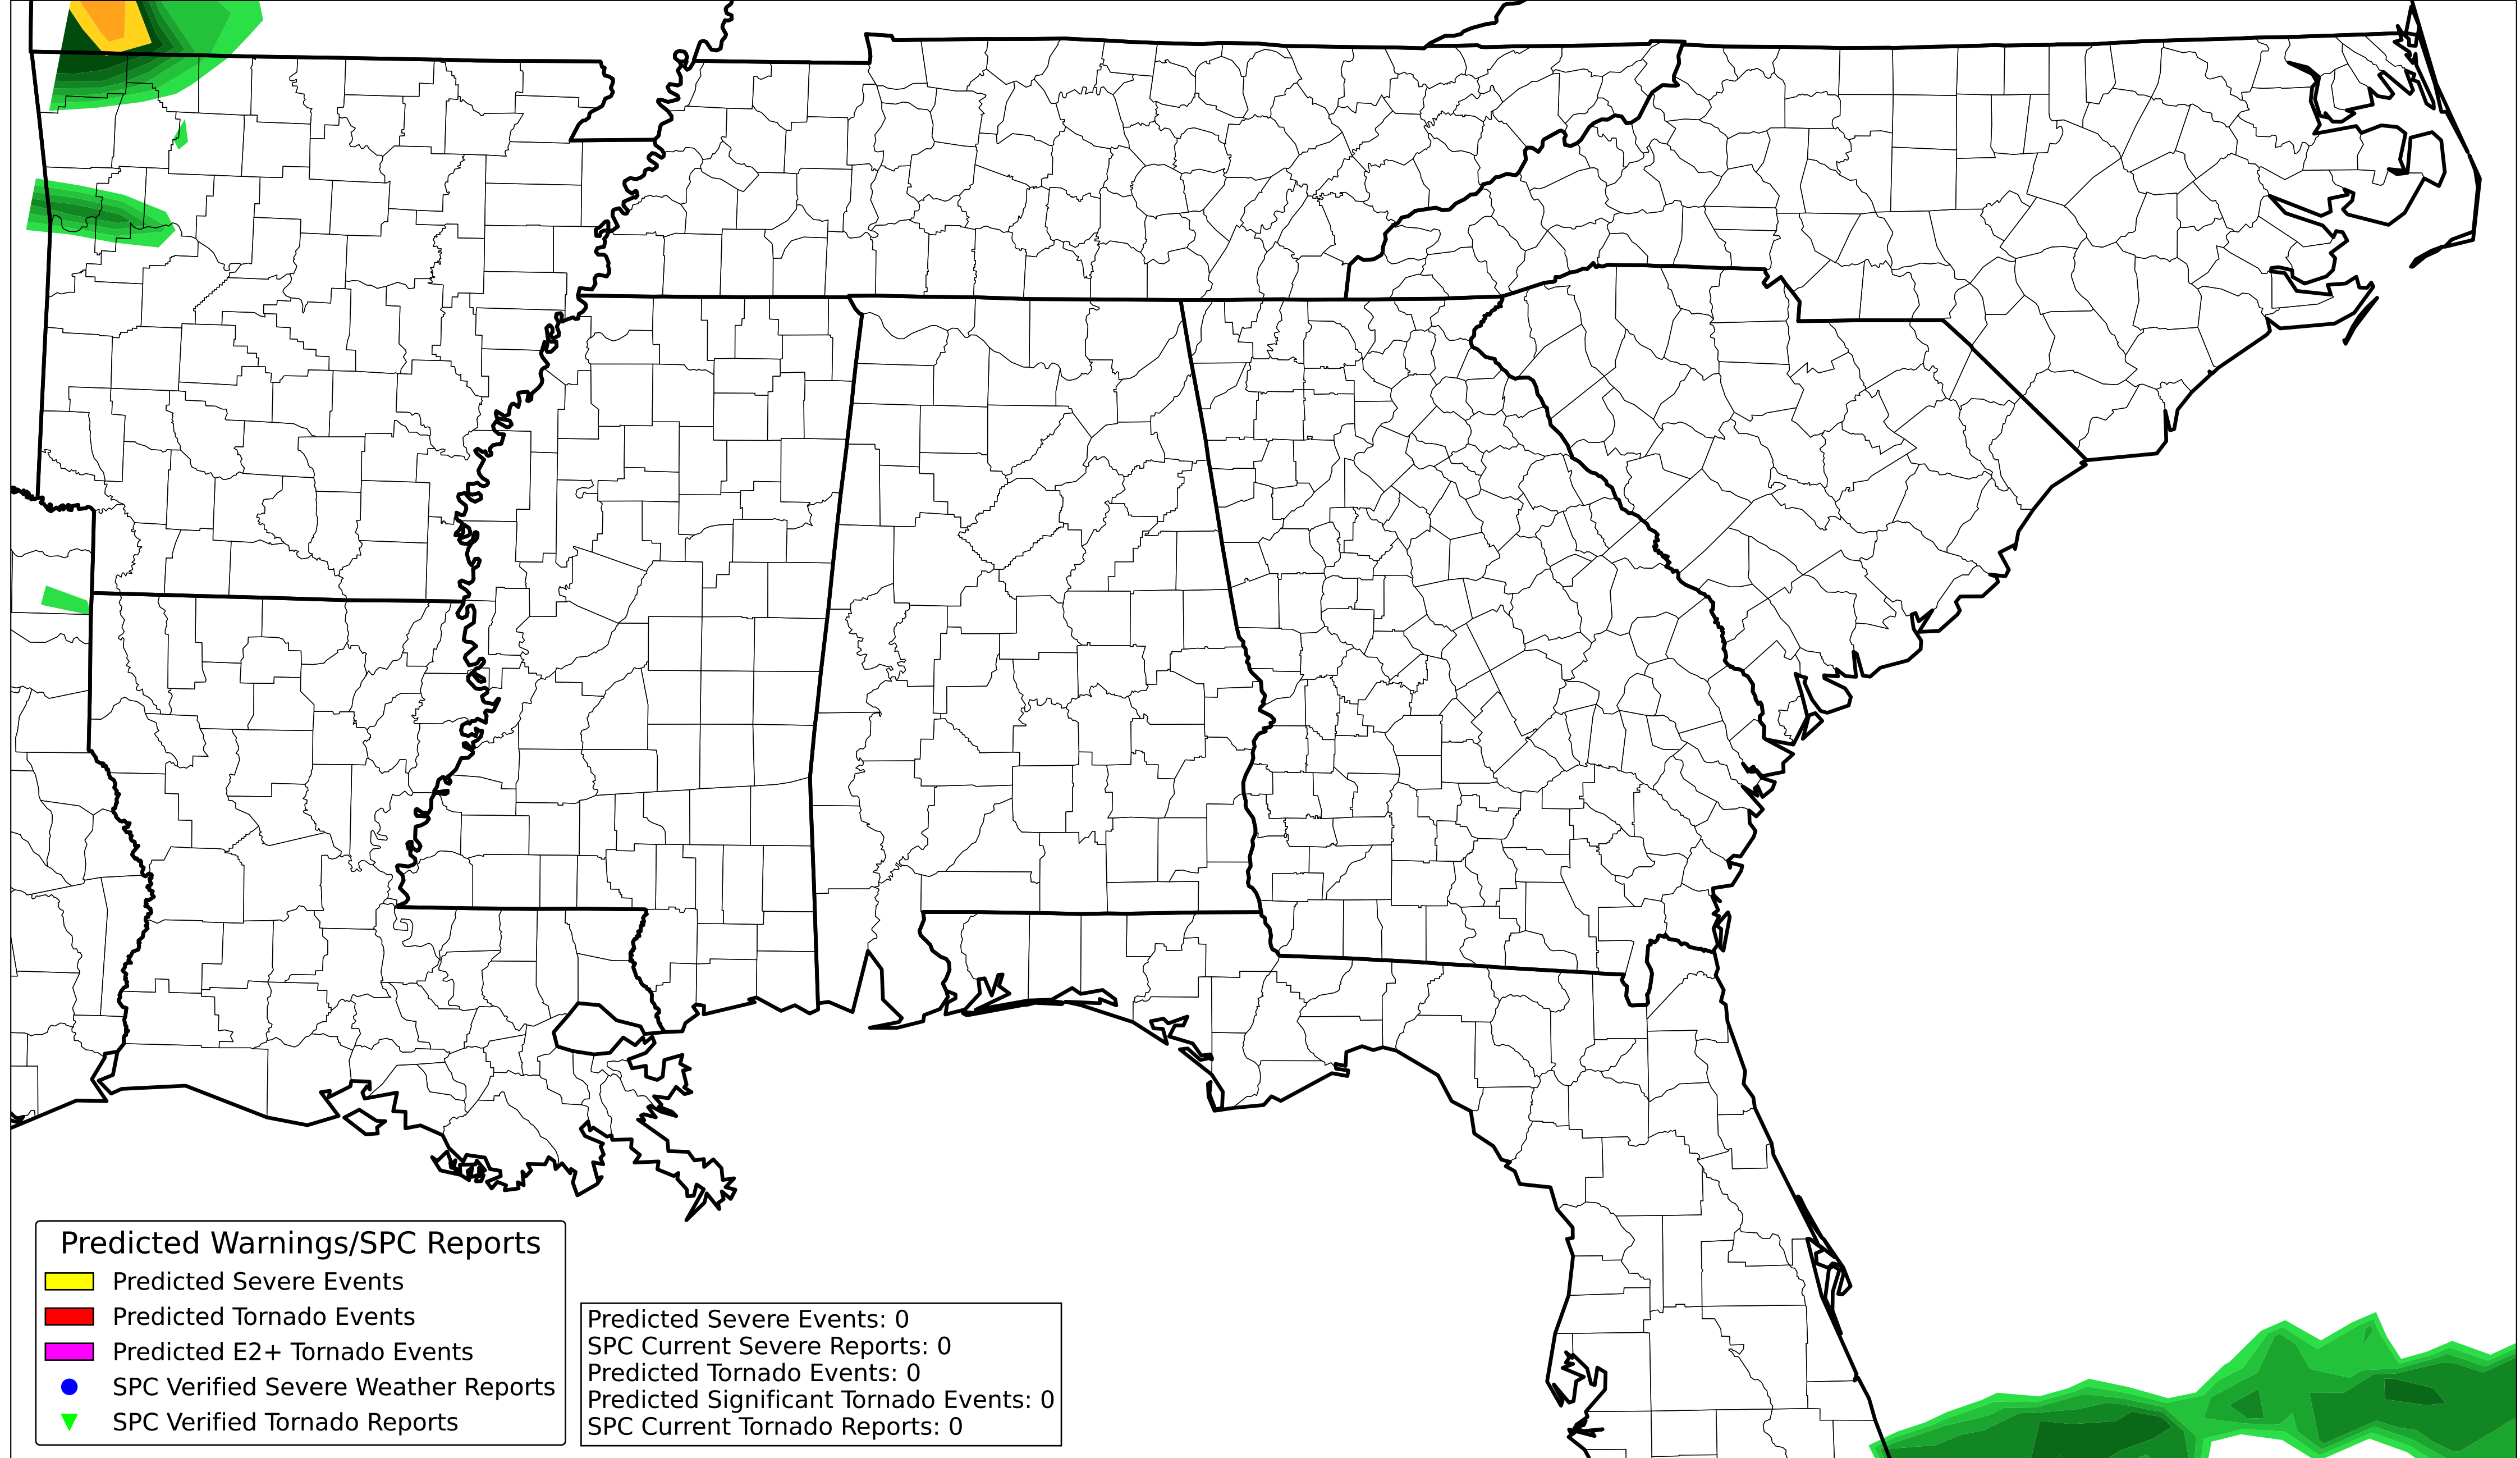 Predicted Warnings/SPC Reports
Predicted Severe Events
Predicted Tornado Events
Predicted E2+ Tornado Events
SPC Verified Severe Weather Reports
SPC Verified Tornado Reports
Predicted Severe Events: 0
SPC Current Severe Reports: 0
Predicted Tornado Events: 0
Predicted Significant Tornado Events: 0
SPC Current Tornado Reports: 0